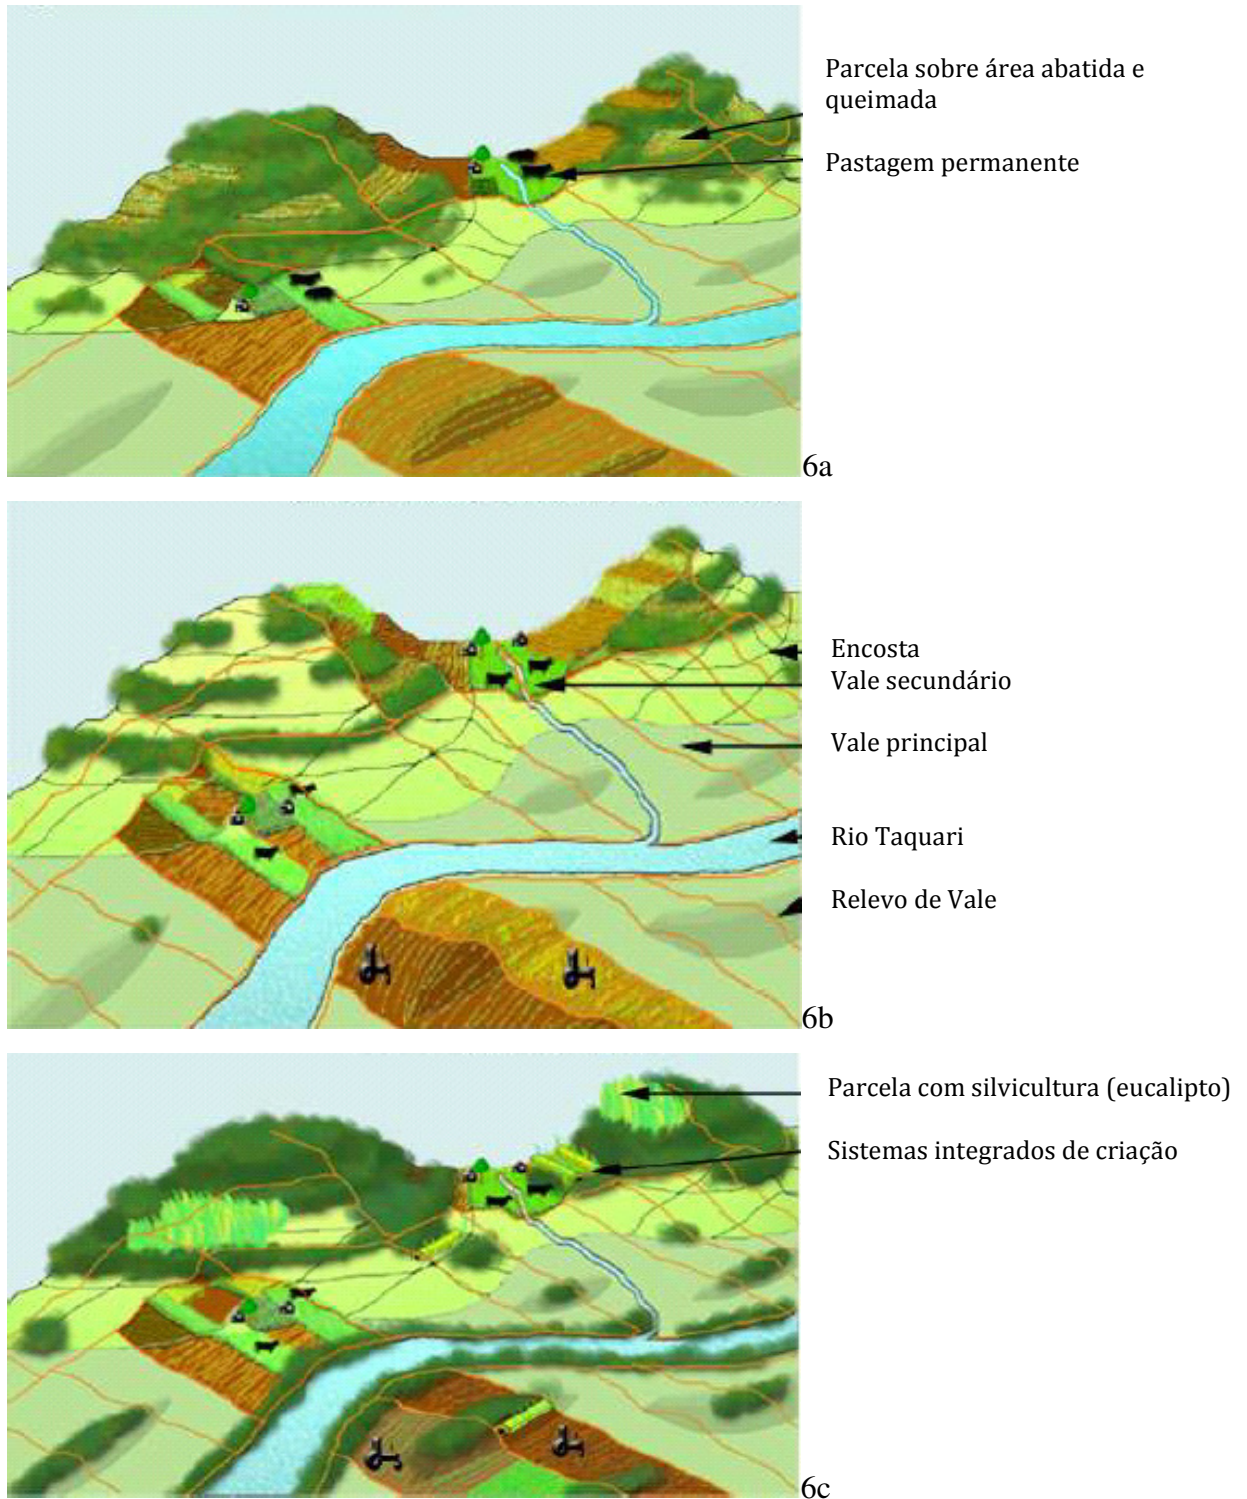 Parcela sobre área abatida e
queimada
Pastagem permanente
6a
Encosta
Vale secundário
Vale principal
Rio Taquari
Relevo de Vale
6b
Parcela com silvicultura (eucalipto)
Sistemas integrados de criação
6c